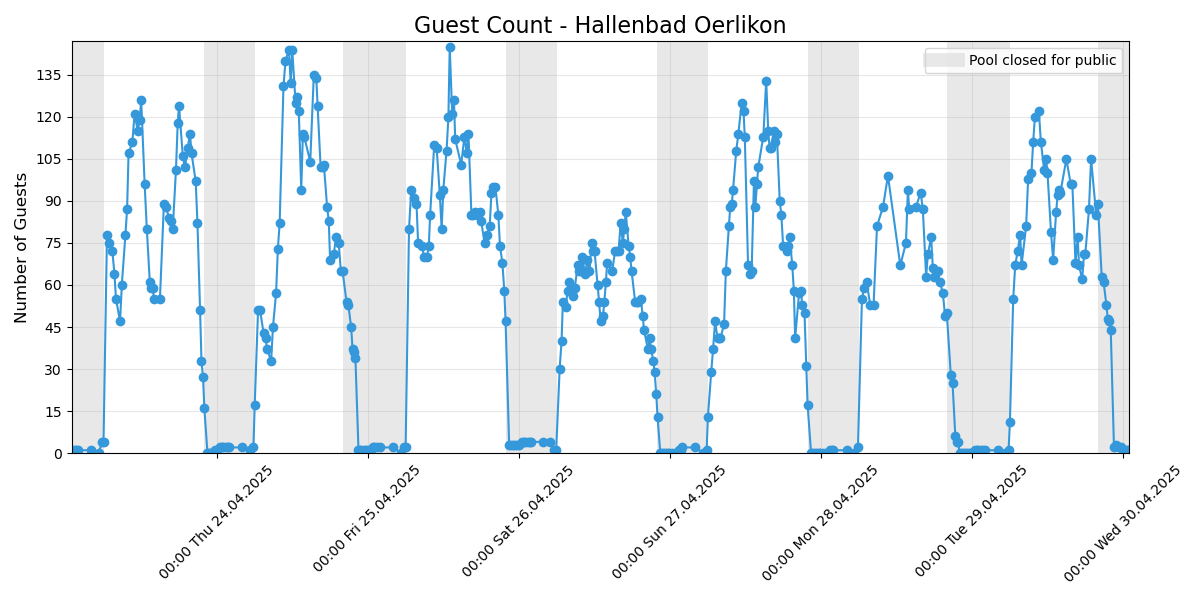 Guest Count - Hallenbad Oerlikon
Pool closed for public
Number of Guests
135
120
105
90
75
60
45
30
15
0
00:00 Thu 24.04.2025
00:00 Fri 25.04.2025
00:00 Sat 26.04.2025
00:00 Sun 27.04.2025
00:00 Mon 28.04.2025
00:00 Tue 29.04.2025
00:00 Wed 30.04.2025